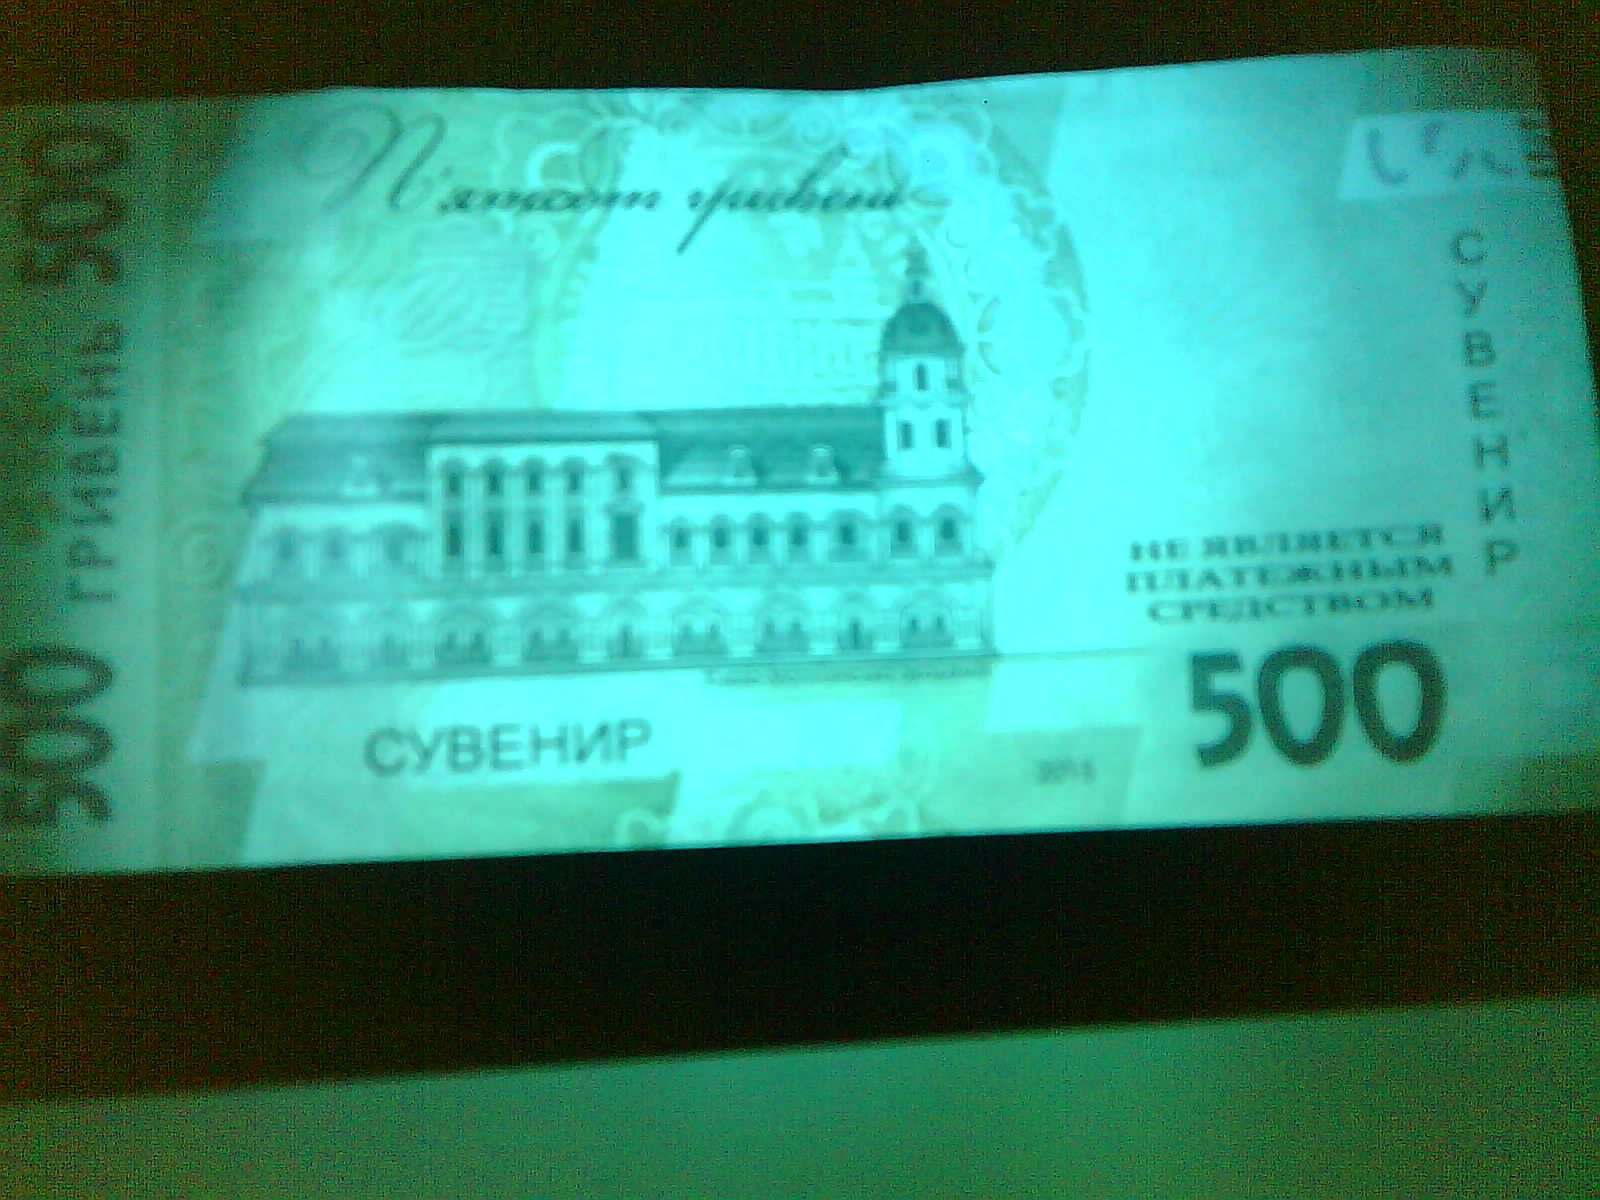 500 ГРИВЕНЬ 500
П'ятсот гривень
СУВЕНИР
НЕ ЯВЛЯЕТСЯ
ПЛАТЕЖНЫМ
СРЕДСТВОМ
500
СУВЕНИР